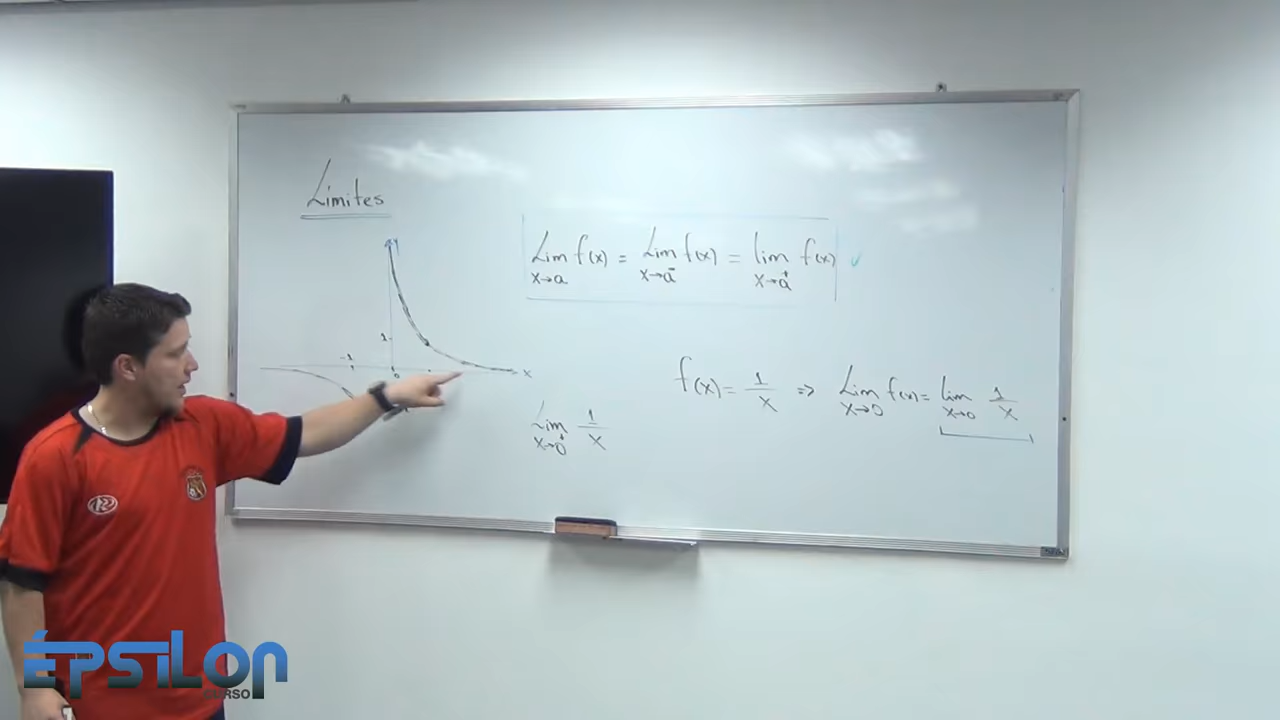 Limites
y
1
-1
0
x
Lim f(x) = Lim f(x) = lim f(x)
x→a x→a⁻ x→a⁺
f(x) = 1/x ⇒ Lim f(x) = lim 1/x
x→0 x→0
Lim 1/x
x→0⁺
ÉPSILON
CURSO